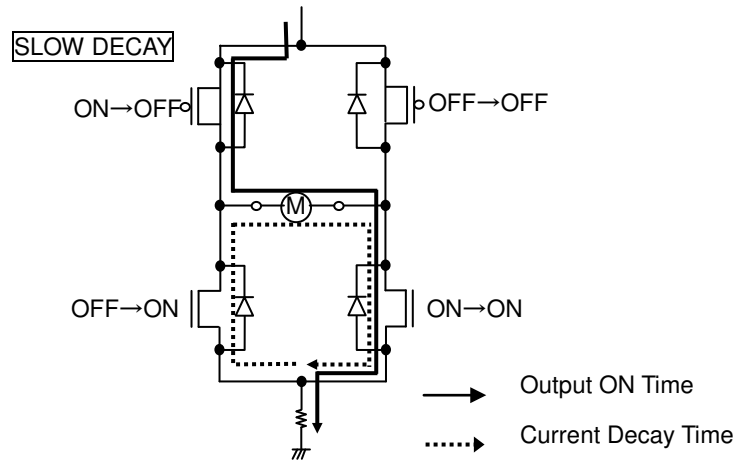 SLOW DECAY
ON→OFF
OFF→OFF
M
OFF→ON
ON→ON
Output ON Time
Current Decay Time